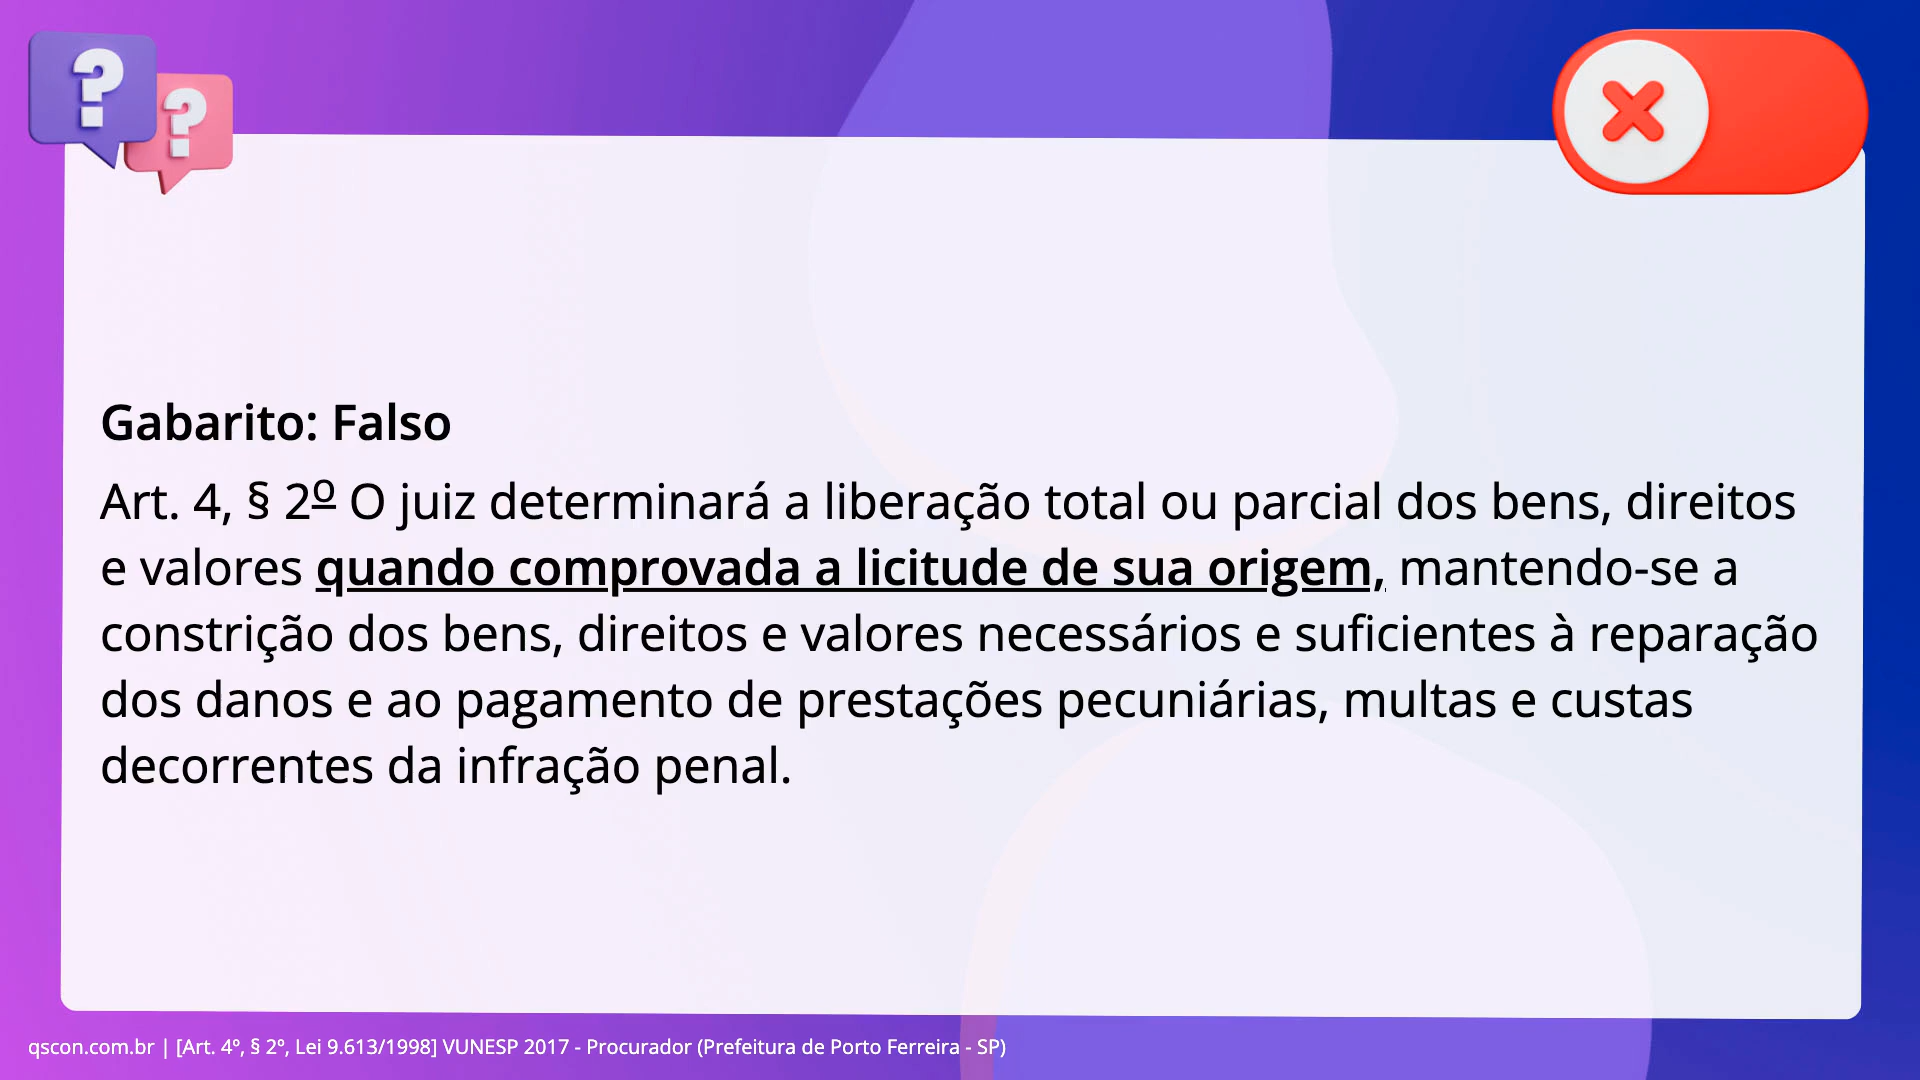 Gabarito: Falso
Art. 4, § 2º O juiz determinará a liberação total ou parcial dos bens, direitos
e valores quando comprovada a licitude de sua origem, mantendo-se a
constrição dos bens, direitos e valores necessários e suficientes à reparação
dos danos e ao pagamento de prestações pecuniárias, multas e custas
decorrentes da infração penal.
qscon.com.br | [Art. 4º, § 2º, Lei 9.613/1998] VUNESP 2017 - Procurador (Prefeitura de Porto Ferreira - SP)